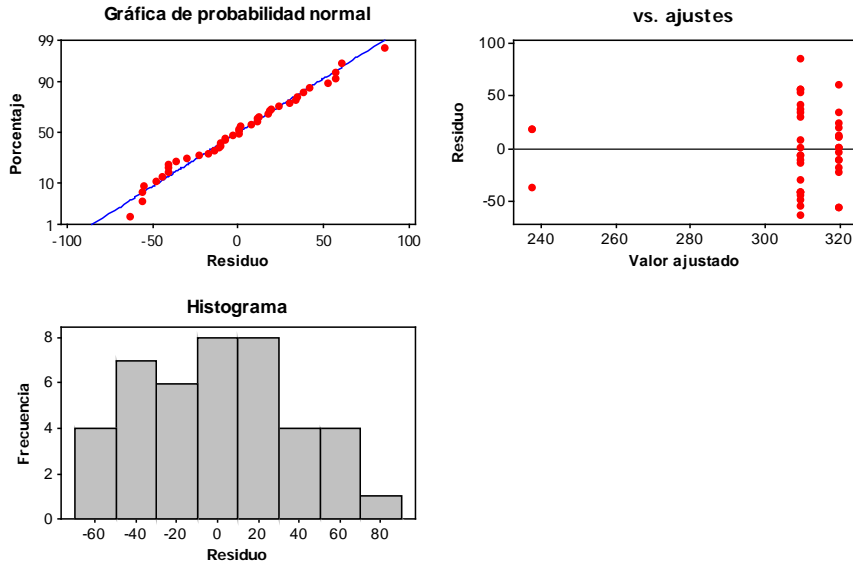 Gráfica de probabilidad normal
99
90
50
10
1
Porcentaje
-100 -50 0 50 100
Residuo
vs. ajustes
100
50
0
-50
Residuo
240 260 280 300 320
Valor ajustado
Histograma
8
6
4
2
0
Frecuencia
-60 -40 -20 0 20 40 60 80
Residuo